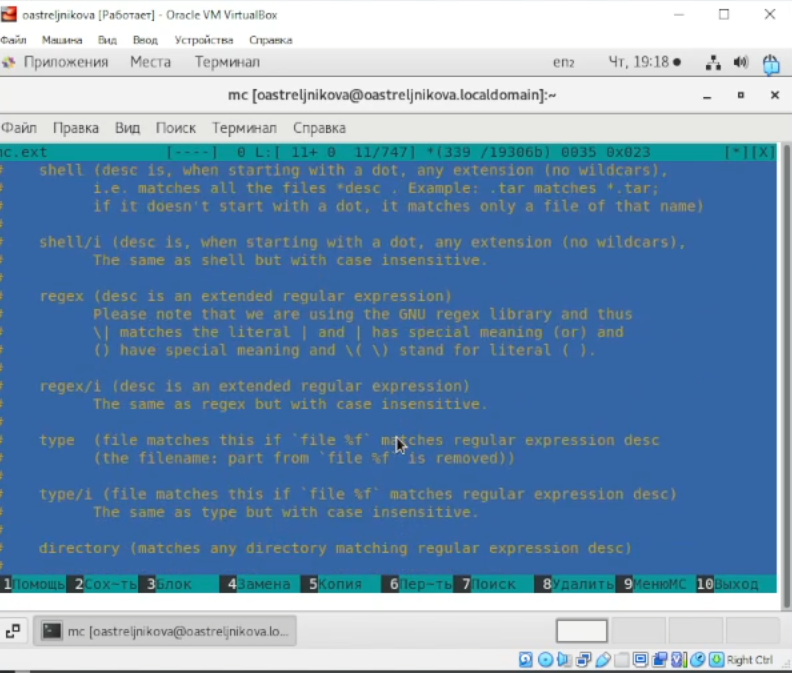 oastreljnikova [Работает] - Oracle VM VirtualBox
Файл Машина Вид Ввод Устройства Справка
Приложения Места Терминал en₂ Чт, 19:18
mc [oastreljnikova@oastreljnikova.localdomain]:~
Файл Правка Вид Поиск Терминал Справка
mc.ext [----] 0 L:[ 11+ 0 11/747] *(339 /19306b) 0035 0x023 [*][X]
# shell (desc is, when starting with a dot, any extension (no wildcars),
# i.e. matches all the files *desc . Example: .tar matches *.tar;
# if it doesn't start with a dot, it matches only a file of that name)
#
# shell/i (desc is, when starting with a dot, any extension (no wildcars),
# The same as shell but with case insensitive.
#
# regex (desc is an extended regular expression)
# Please note that we are using the GNU regex library and thus
# \| matches the literal | and | has special meaning (or) and
# () have special meaning and \( \) stand for literal ( ).
#
# regex/i (desc is an extended regular expression)
# The same as regex but with case insensitive.
#
# type (file matches this if `file %f` matches regular expression desc
# (the filename: part from `file %f` is removed))
#
# type/i (file matches this if `file %f` matches regular expression desc)
# The same as type but with case insensitive.
#
# directory (matches any directory matching regular expression desc)
#
1Помощь 2Сох~ть 3Блок 4Замена 5Копия 6Пер~ть 7Поиск 8Удалить 9МенюMC 10Выход
mc [oastreljnikova@oastreljnikova.lo...
Right Ctrl